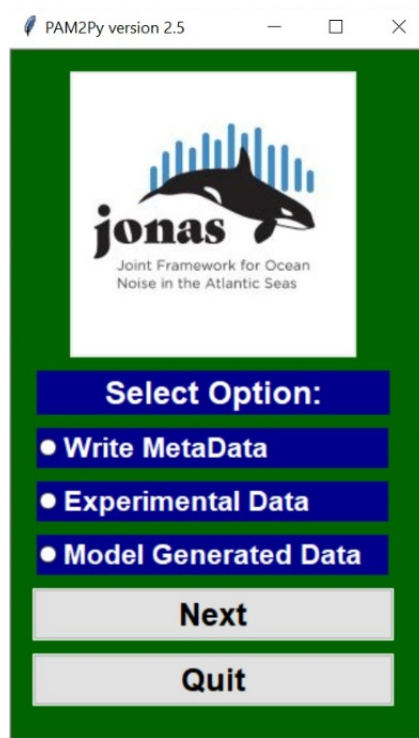 PAM2Py version 2.5
jonas
Joint Framework for Ocean
Noise in the Atlantic Seas
Select Option:
Write MetaData
Experimental Data
Model Generated Data
Next
Quit